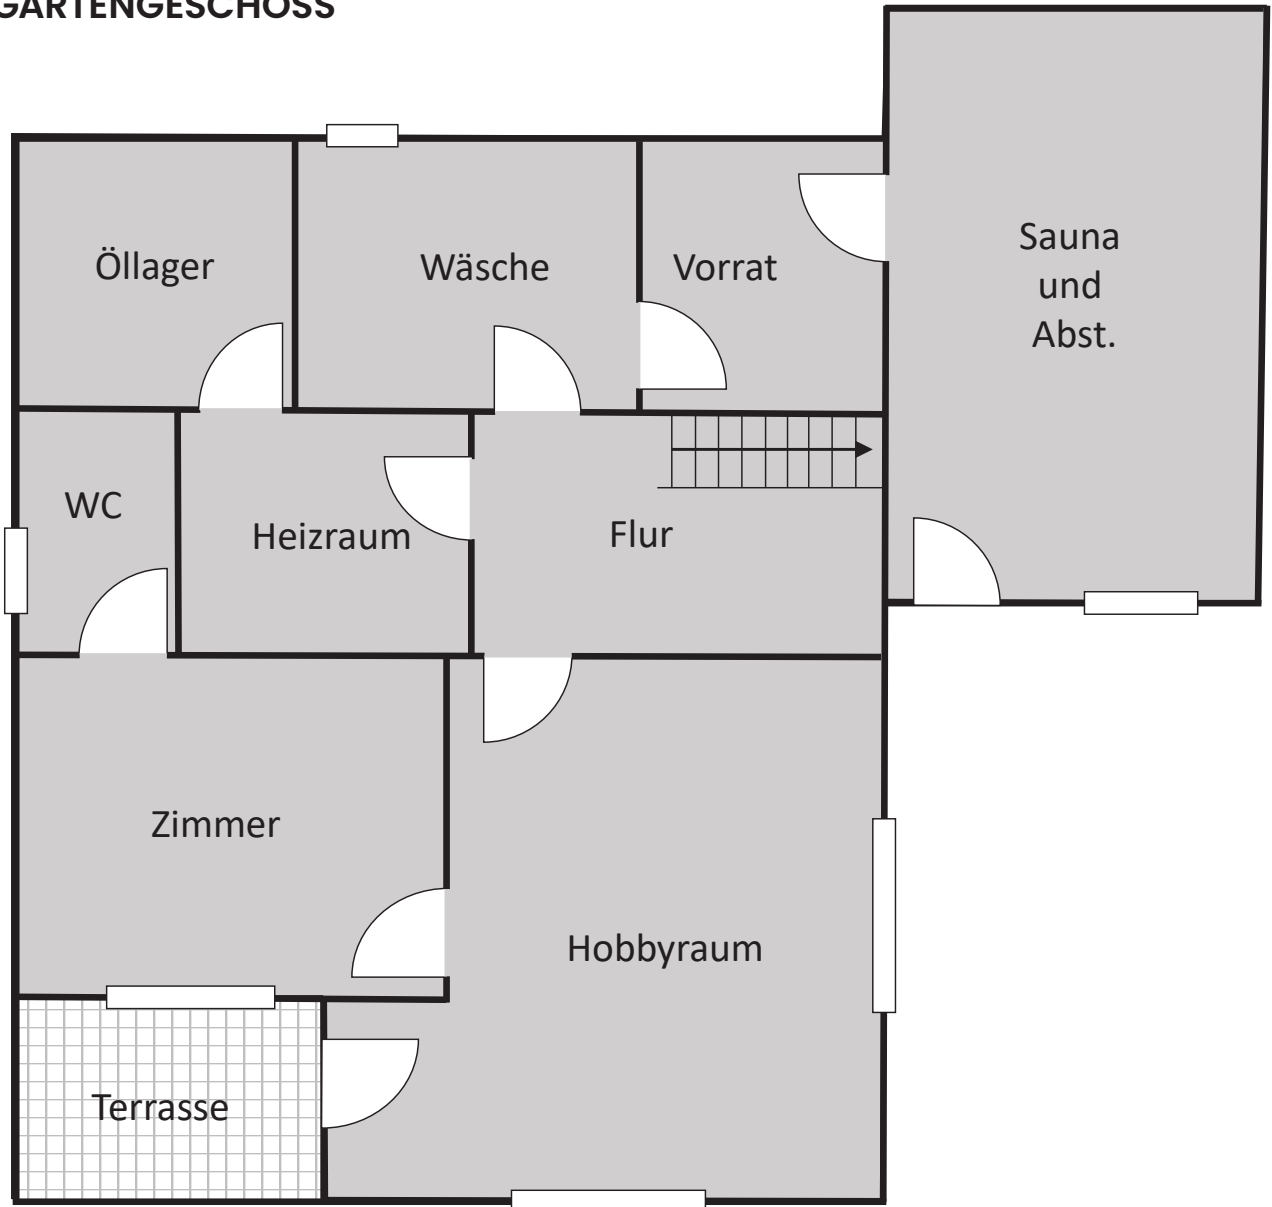 GARTENGESCHOSS
Öllager
Wäsche
Vorrat
Sauna
und
Abst.
WC
Heizraum
Flur
Zimmer
Hobbyraum
Terrasse